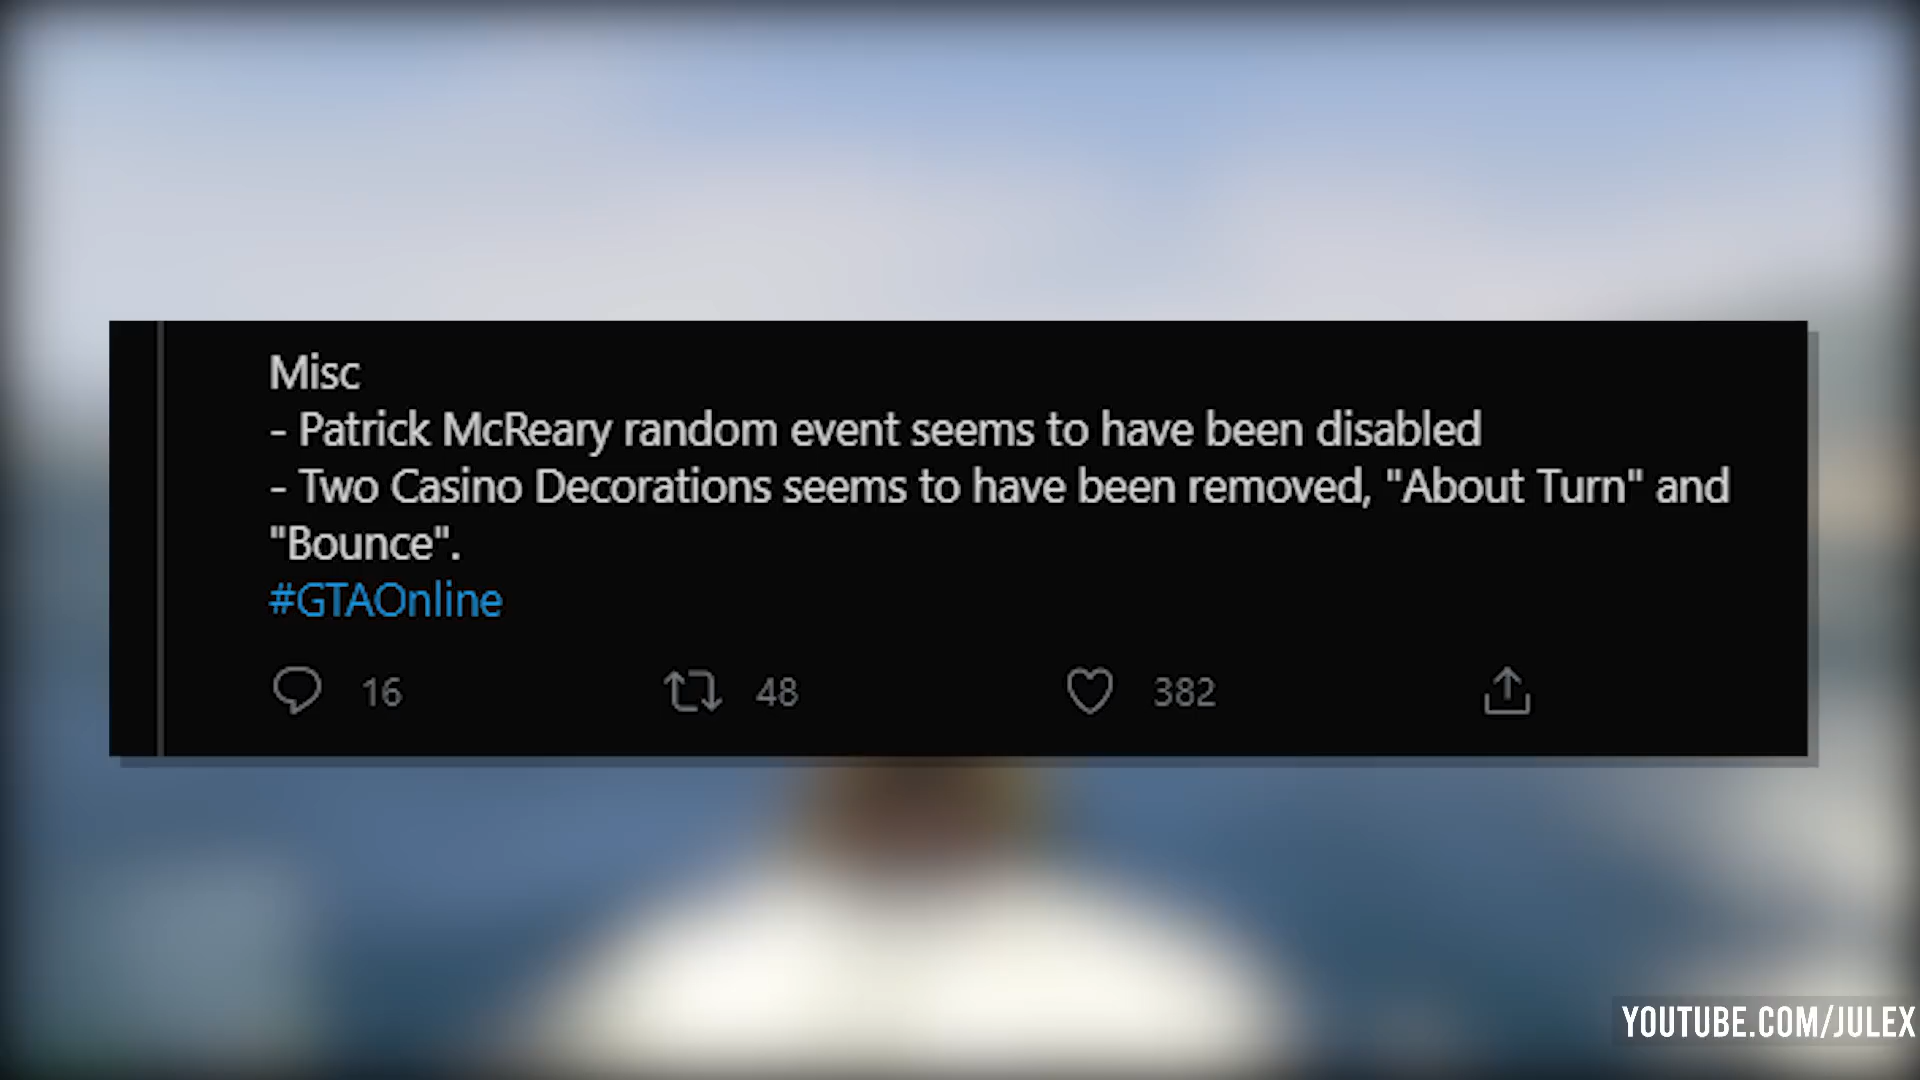 Misc
- Patrick McReary random event seems to have been disabled
- Two Casino Decorations seems to have been removed, "About Turn" and
"Bounce".
#GTAOnline
16 48 382
YOUTUBE.COM/JULEX